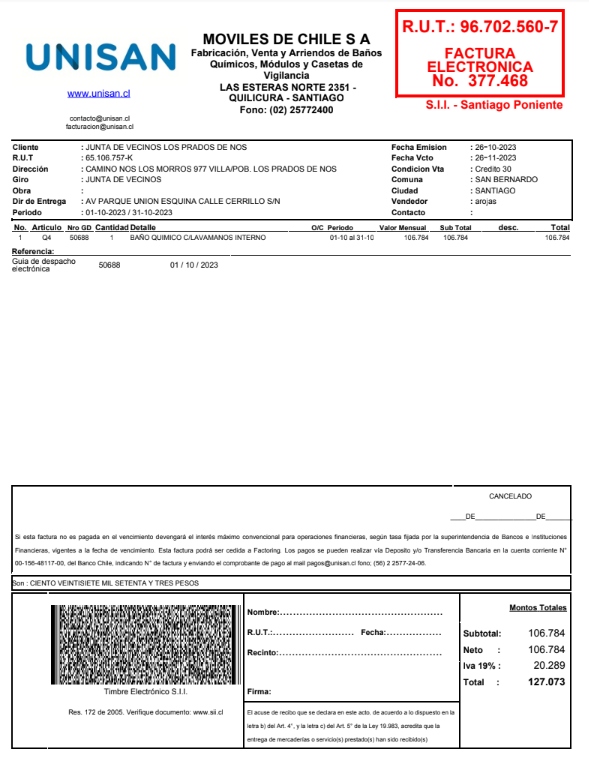 UNISAN
www.unisan.cl
contacto@unisan.cl
facturacion@unisan.cl
MOVILES DE CHILE S A
Fabricación, Venta y Arriendos de Baños
Químicos, Módulos y Casetas de
Vigilancia
LAS ESTERAS NORTE 2351 -
QUILICURA - SANTIAGO
Fono: (02) 25772400
R.U.T.: 96.702.560-7
FACTURA
ELECTRONICA
No. 377.468
S.I.I. - Santiago Poniente
Cliente : JUNTA DE VECINOS LOS PRADOS DE NOS Fecha Emision : 26-10-2023
R.U.T : 65.106.757-K Fecha Vcto : 26-11-2023
Dirección : CAMINO NOS LOS MORROS 977 VILLA/POB. LOS PRADOS DE NOS Condicion Vta : Credito 30
Giro : JUNTA DE VECINOS Comuna : SAN BERNARDO
Obra : Ciudad : SANTIAGO
Dir de Entrega : AV PARQUE UNION ESQUINA CALLE CERRILLO S/N Vendedor : arojas
Periodo : 01-10-2023 / 31-10-2023 Contacto :
No. Articulo Nro GD Cantidad Detalle O/C Periodo Valor Mensual Sub Total desc. Total
1 Q4 50688 1 BAÑO QUIMICO C/LAVAMANOS INTERNO 01-10 al 31-10 106.784 106.784 106.784
Referencia:
Guia de despacho
electrónica 50688 01 / 10 / 2023
CANCELADO
____DE________________DE_______
Si esta factura no es pagada en el vencimiento devengará el interés máximo convencional para operaciones financieras, según tasa fijada por la superintendencia de Bancos e instituciones
Financieras, vigentes a la fecha de vencimiento. Esta factura podrá ser cedida a Factoring. Los pagos se pueden realizar vía Deposito y/o Transferencia Bancaria en la cuenta corriente N°
00-156-48117-00, del Banco Chile, indicando N° de factura y enviando el comprobante de pago al mail pagos@unisan.cl fono; (56) 2 2577-24-06.
Son : CIENTO VEINTISIETE MIL SETENTA Y TRES PESOS
Timbre Electrónico S.I.I.
Res. 172 de 2005. Verifique documento: www.sii.cl
Nombre:..........................................
R.U.T.:........................ Fecha:.................
Recinto:..........................................
Firma:
El acuse de recibo que se declara en este acto. de acuerdo a lo dispuesto en la
letra b) del Art. 4°, y la letra c) del Art. 5° de la Ley 19.983, acredita que la
entrega de mercaderías o servicio(s) prestado(s) han sido recibido(s)
Montos Totales
Subtotal: 106.784
Neto : 106.784
Iva 19% : 20.289
Total : 127.073